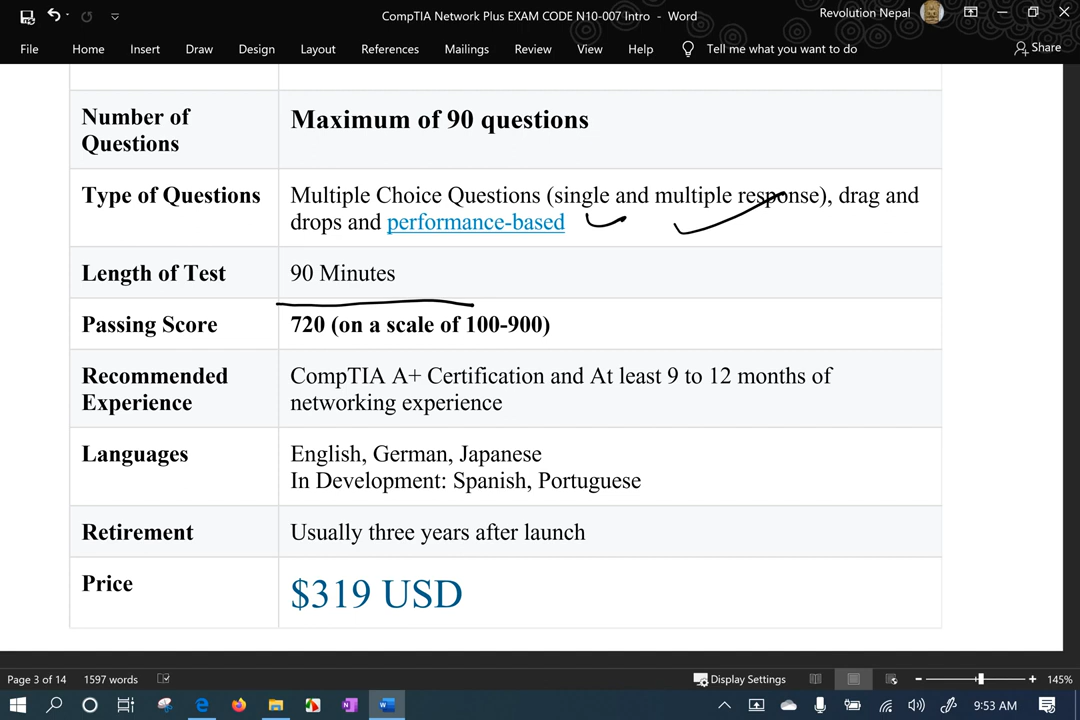 CompTIA Network Plus EXAM CODE N10-007 Intro - Word
Revolution Nepal
File Home Insert Draw Design Layout References Mailings Review View Help Tell me what you want to do Share
Number of Questions
Maximum of 90 questions
Type of Questions
Multiple Choice Questions (single and multiple response), drag and
drops and performance-based
Length of Test
90 Minutes
Passing Score
720 (on a scale of 100-900)
Recommended Experience
CompTIA A+ Certification and At least 9 to 12 months of
networking experience
Languages
English, German, Japanese
In Development: Spanish, Portuguese
Retirement
Usually three years after launch
Price
$319 USD
Page 3 of 14 1597 words Display Settings 145%
9:53 AM